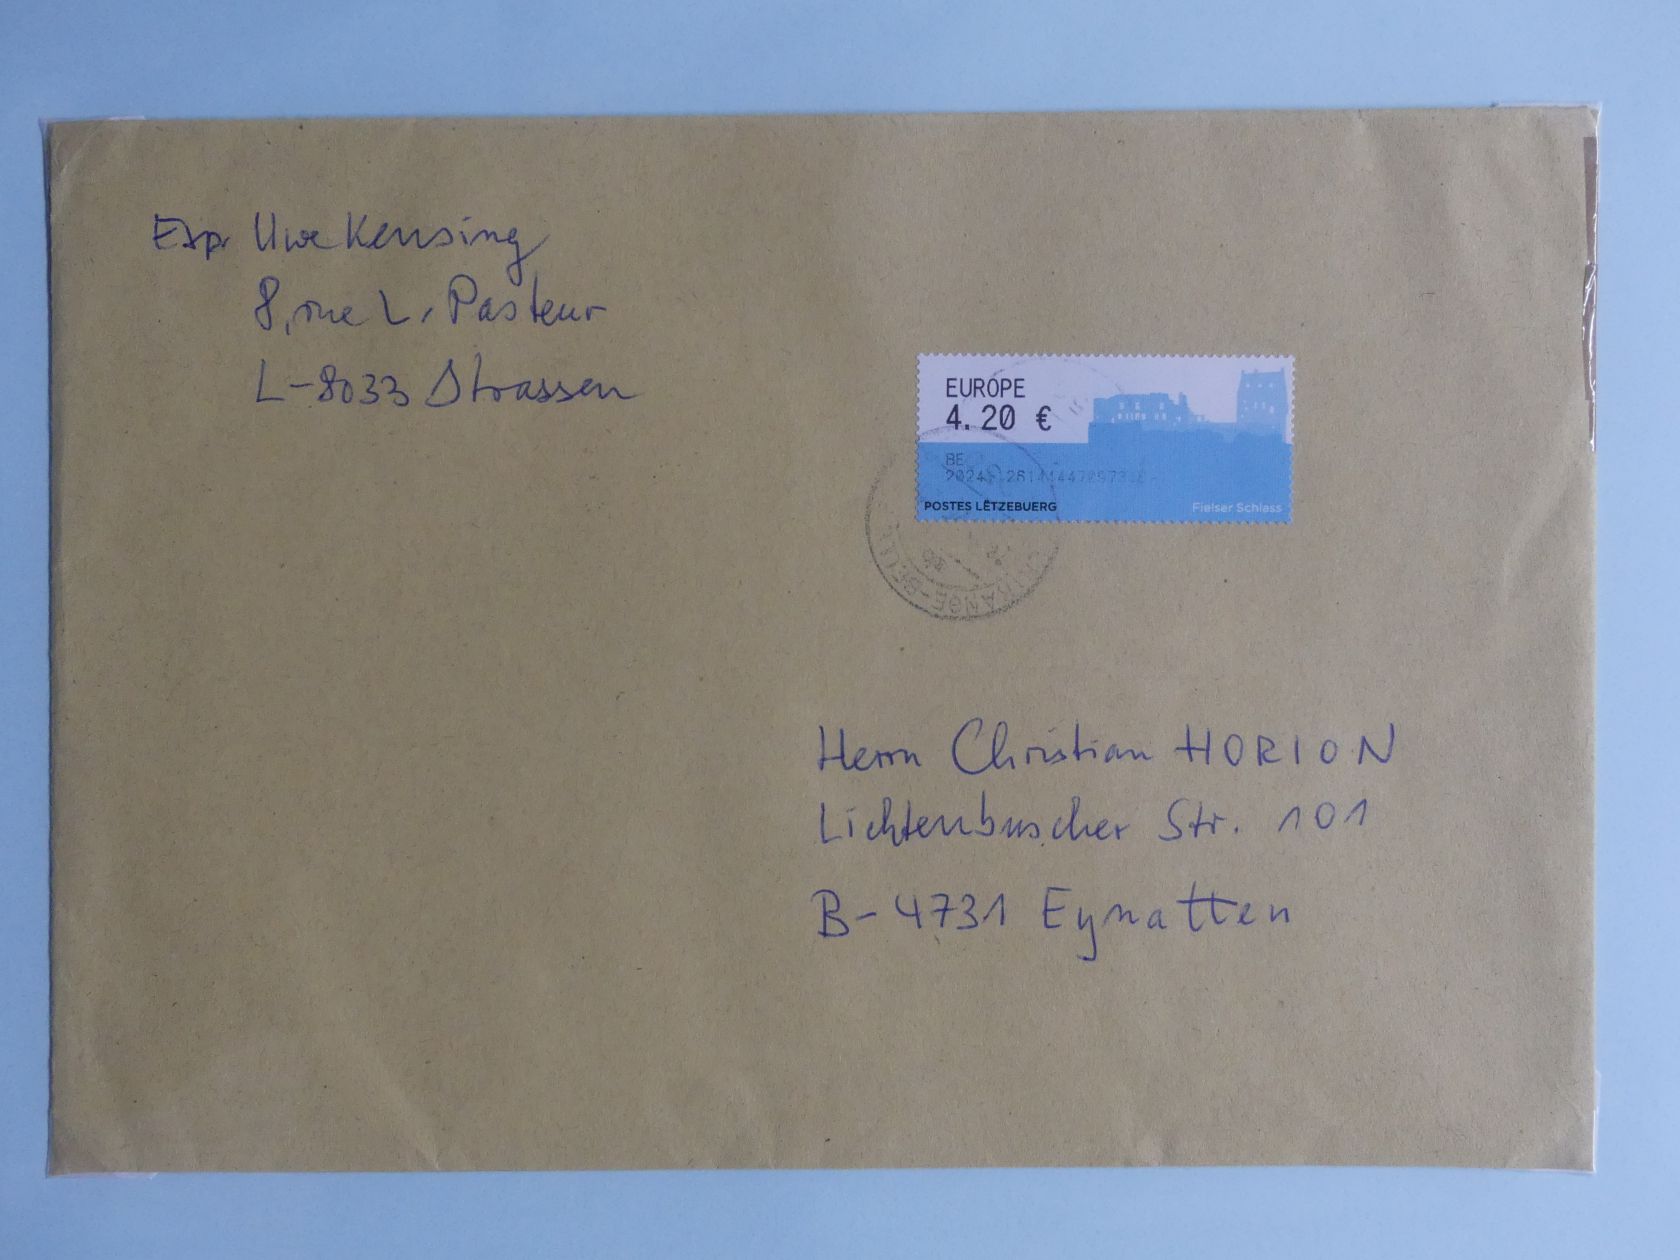 Exp Uwe Kensing
8, rue L. Pasteur
L-8033 Strassen
EUROPE
4.20 €
BE
POSTES LËTZEBUERG
Fielser Schlass
Herrn Christian HORION
Lichtenbuscher Str. 101
B-4731 Eynatten